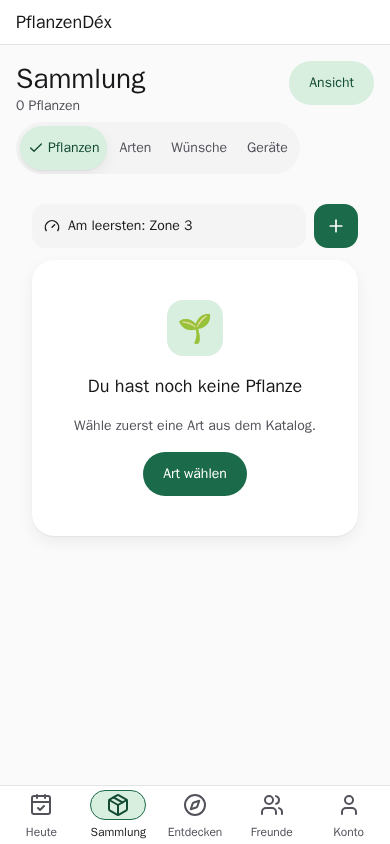 PflanzenDéx
Sammlung
Ansicht
0 Pflanzen
Pflanzen Arten Wünsche Geräte
Am leersten: Zone 3
Du hast noch keine Pflanze
Wähle zuerst eine Art aus dem Katalog.
Art wählen
Heute Sammlung Entdecken Freunde Konto